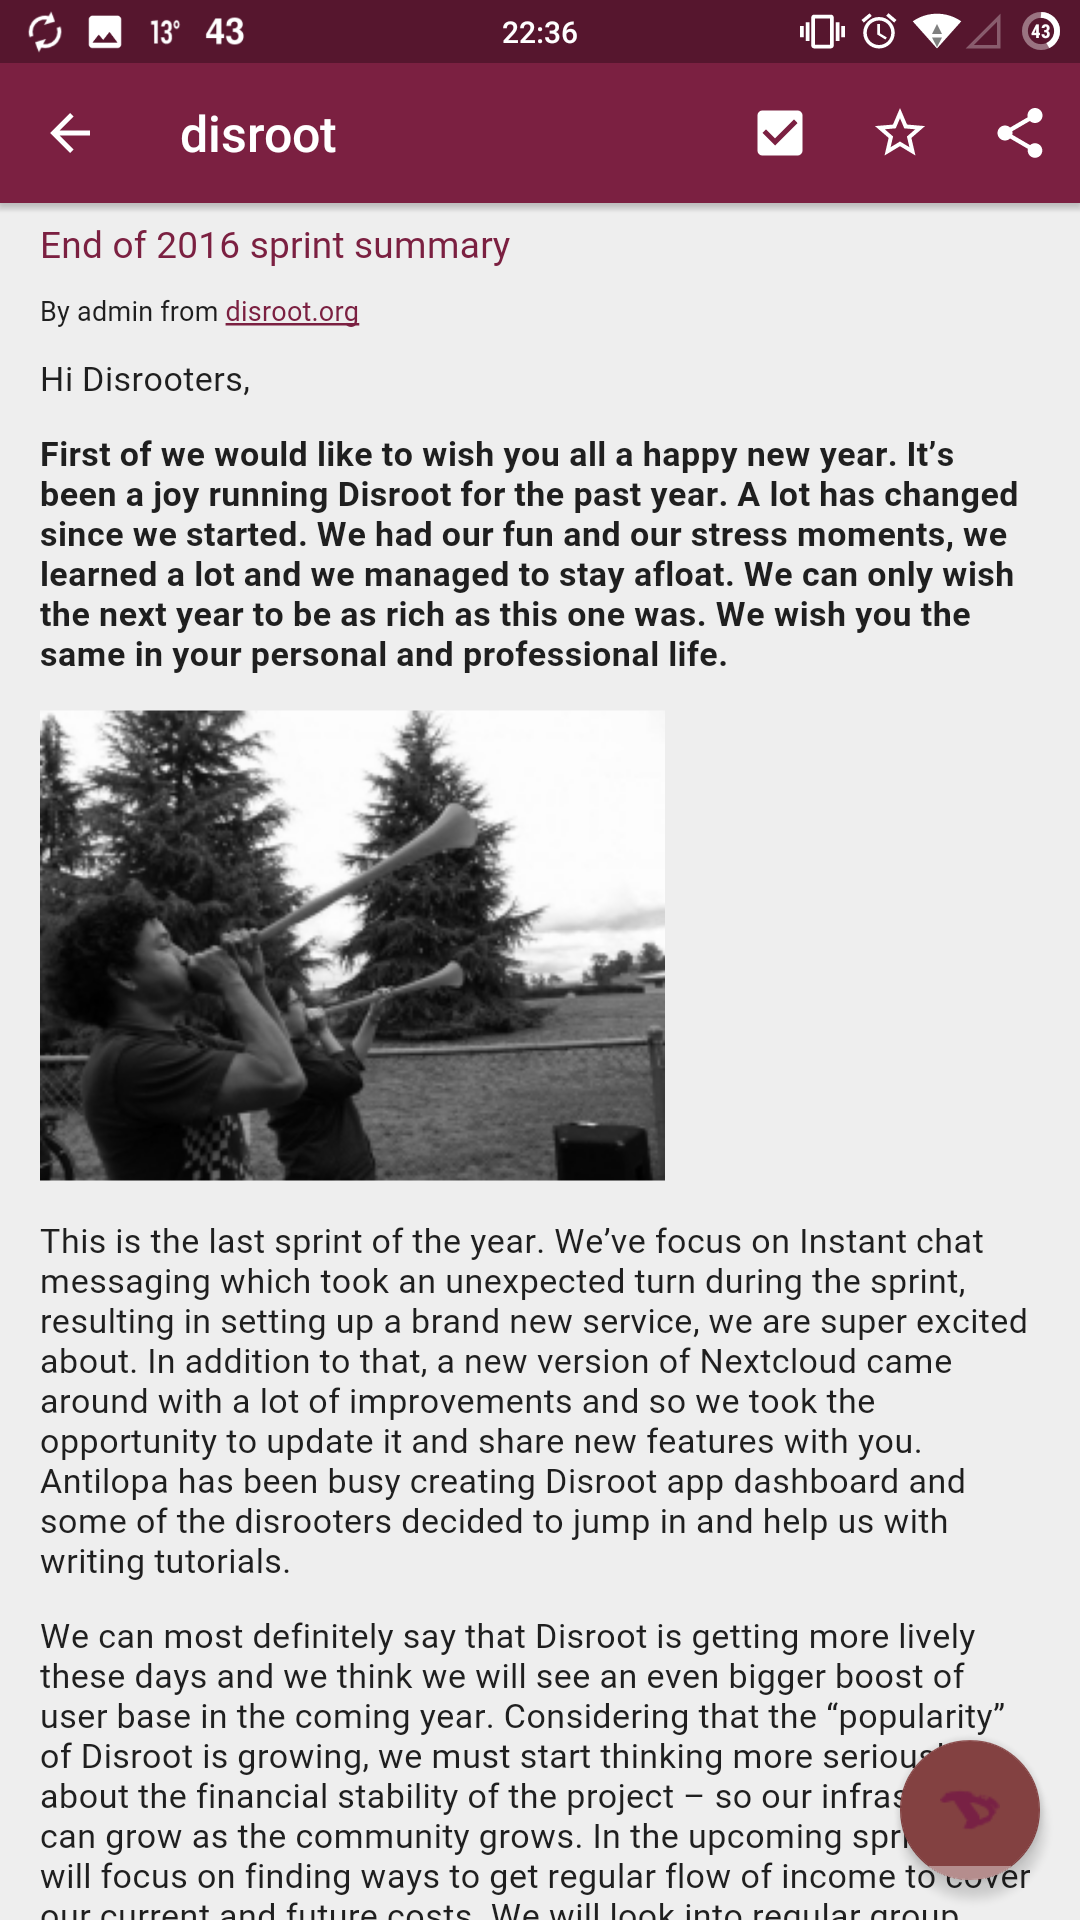 13° 43 22:36 43
disroot
End of 2016 sprint summary
By admin from disroot.org
Hi Disrooters,
First of we would like to wish you all a happy new year. It’s
been a joy running Disroot for the past year. A lot has changed
since we started. We had our fun and our stress moments, we
learned a lot and we managed to stay afloat. We can only wish
the next year to be as rich as this one was. We wish you the
same in your personal and professional life.
This is the last sprint of the year. We’ve focus on Instant chat
messaging which took an unexpected turn during the sprint,
resulting in setting up a brand new service, we are super excited
about. In addition to that, a new version of Nextcloud came
around with a lot of improvements and so we took the
opportunity to update it and share new features with you.
Antilopa has been busy creating Disroot app dashboard and
some of the disrooters decided to jump in and help us with
writing tutorials.
We can most definitely say that Disroot is getting more lively
these days and we think we will see an even bigger boost of
user base in the coming year. Considering that the “popularity”
of Disroot is growing, we must start thinking more
about the financial stability of the project – so our
can grow as the community grows. In the upcoming
will focus on finding ways to get regular flow of income to cover
our current and future costs. We will look into regular group